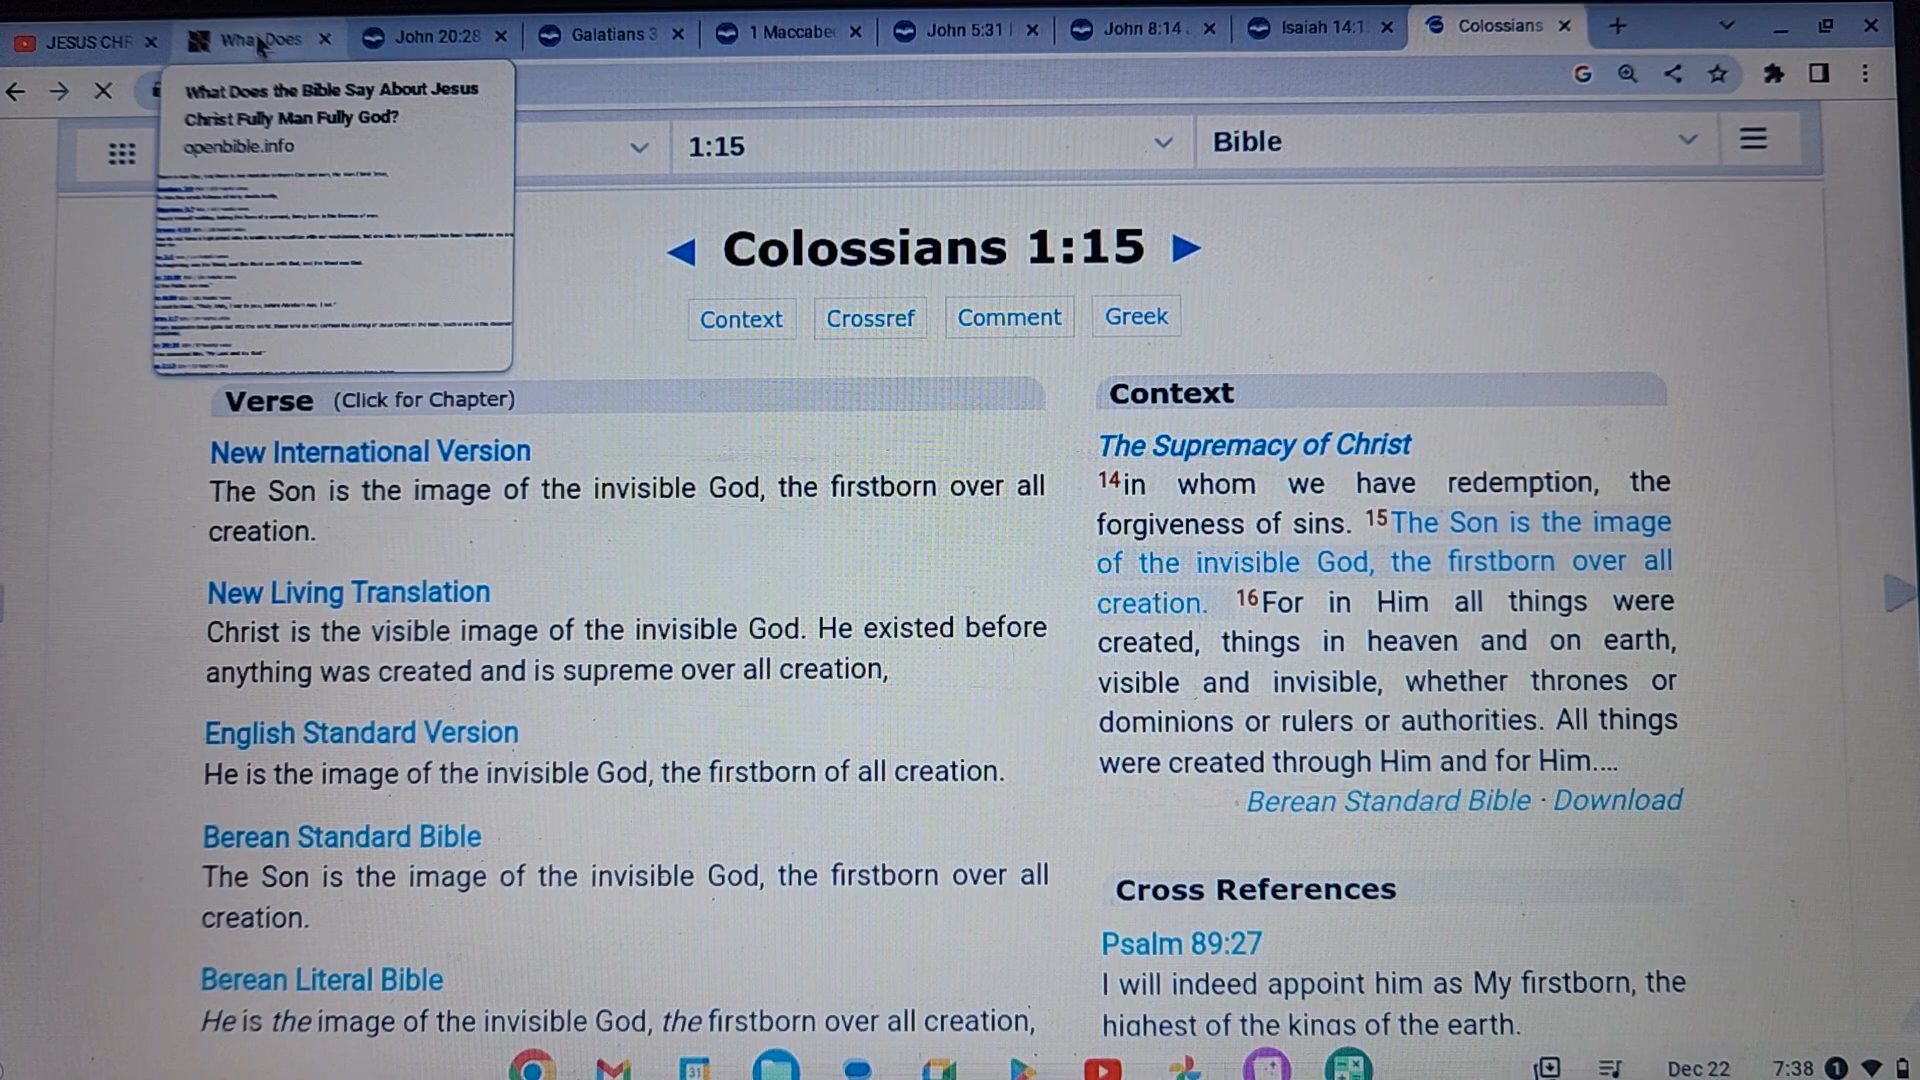 JESUS CHR
What Does
John 20:28
Galatians 3
1 Maccabe
John 5:31
John 8:14
Isaiah 14:1
Colossians
What Does the Bible Say About Jesus
Christ Fully Man Fully God?
openbible.info
1:15
Bible
Colossians 1:15
Context
Crossref
Comment
Greek
Verse (Click for Chapter)
New International Version
The Son is the image of the invisible God, the firstborn over all
creation.
New Living Translation
Christ is the visible image of the invisible God. He existed before
anything was created and is supreme over all creation,
English Standard Version
He is the image of the invisible God, the firstborn of all creation.
Berean Standard Bible
The Son is the image of the invisible God, the firstborn over all
creation.
Berean Literal Bible
He is the image of the invisible God, the firstborn over all creation,
Context
The Supremacy of Christ
14in whom we have redemption, the
forgiveness of sins. 15The Son is the image
of the invisible God, the firstborn over all
creation. 16For in Him all things were
created, things in heaven and on earth,
visible and invisible, whether thrones or
dominions or rulers or authorities. All things
were created through Him and for Him....
Berean Standard Bible · Download
Cross References
Psalm 89:27
I will indeed appoint him as My firstborn, the
highest of the kings of the earth.
31
Dec 22
7:38
1